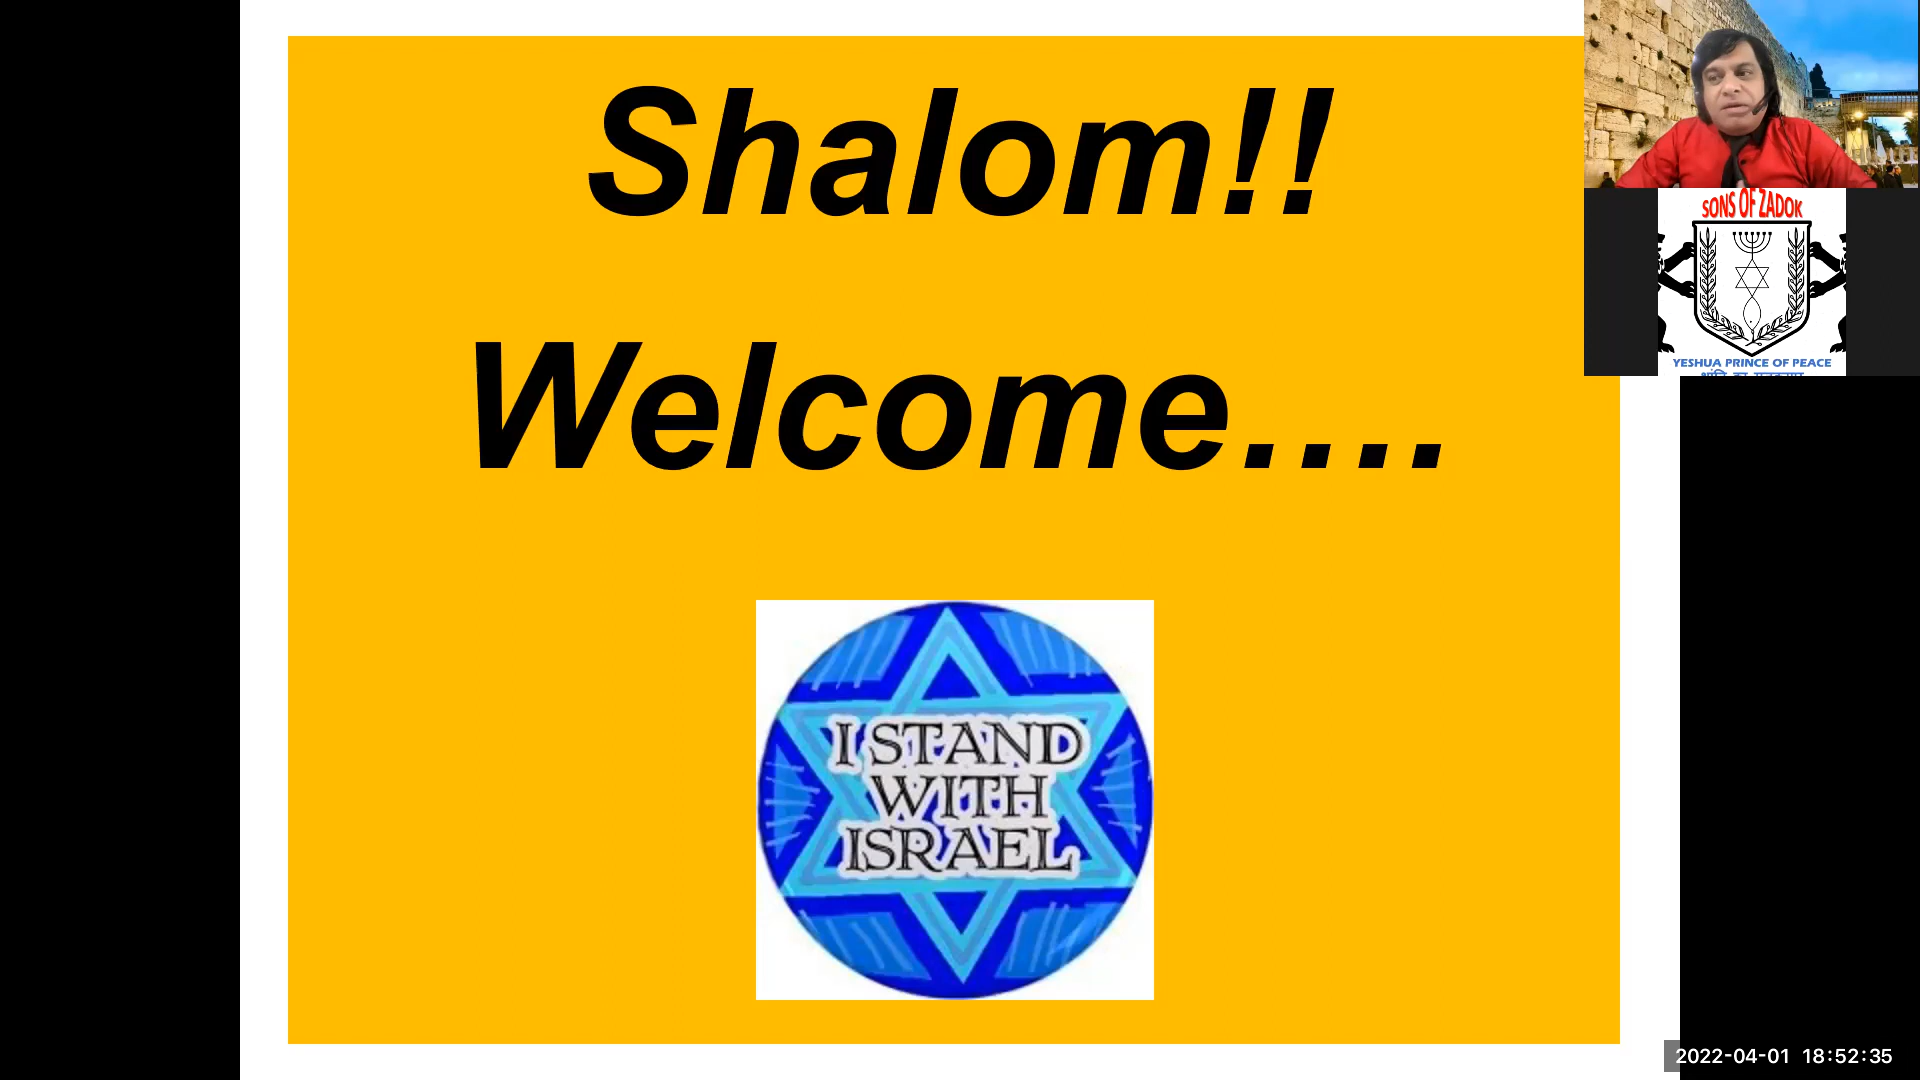 Shalom!!
Welcome....
I STAND
WITH
ISRAEL
SONS OF ZADOK
YESHUA PRINCE OF PEACE
2022-04-01 18:52:35